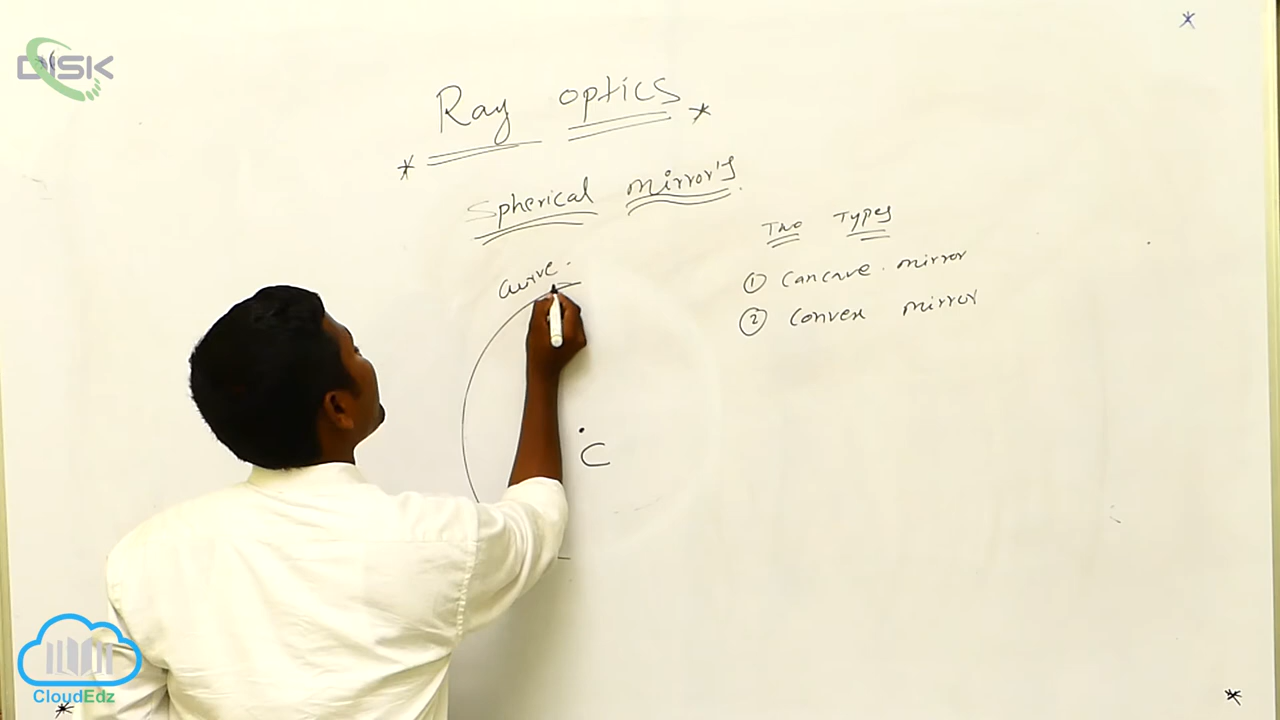 DISK
Ray optics
Spherical mirror's
Two Types
① Cancave mirror
② Convex mirror
Curve.
C
CloudEdz